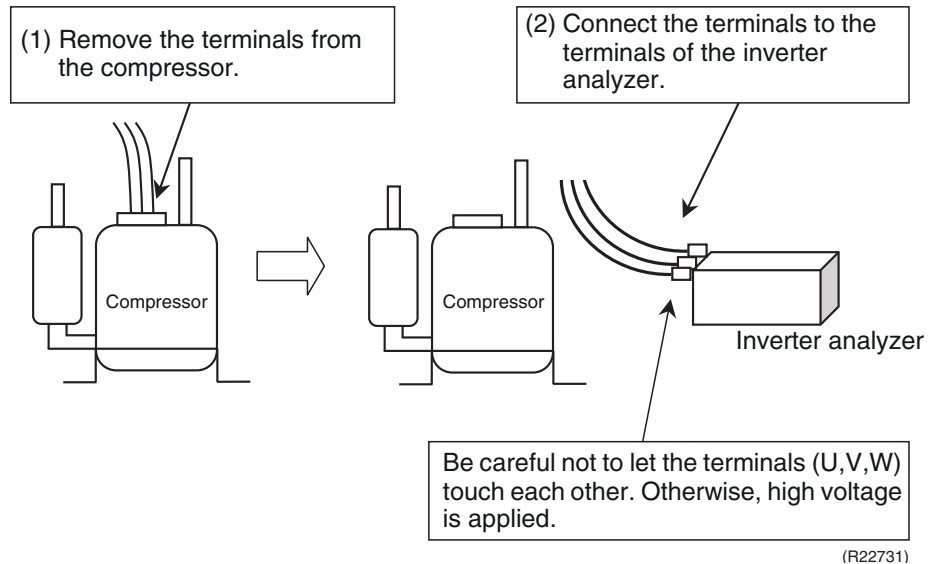 (1) Remove the terminals from
the compressor.
(2) Connect the terminals to the
terminals of the inverter
analyzer.
Compressor
Compressor
Inverter analyzer
Be careful not to let the terminals (U,V,W)
touch each other. Otherwise, high voltage
is applied.
(R22731)